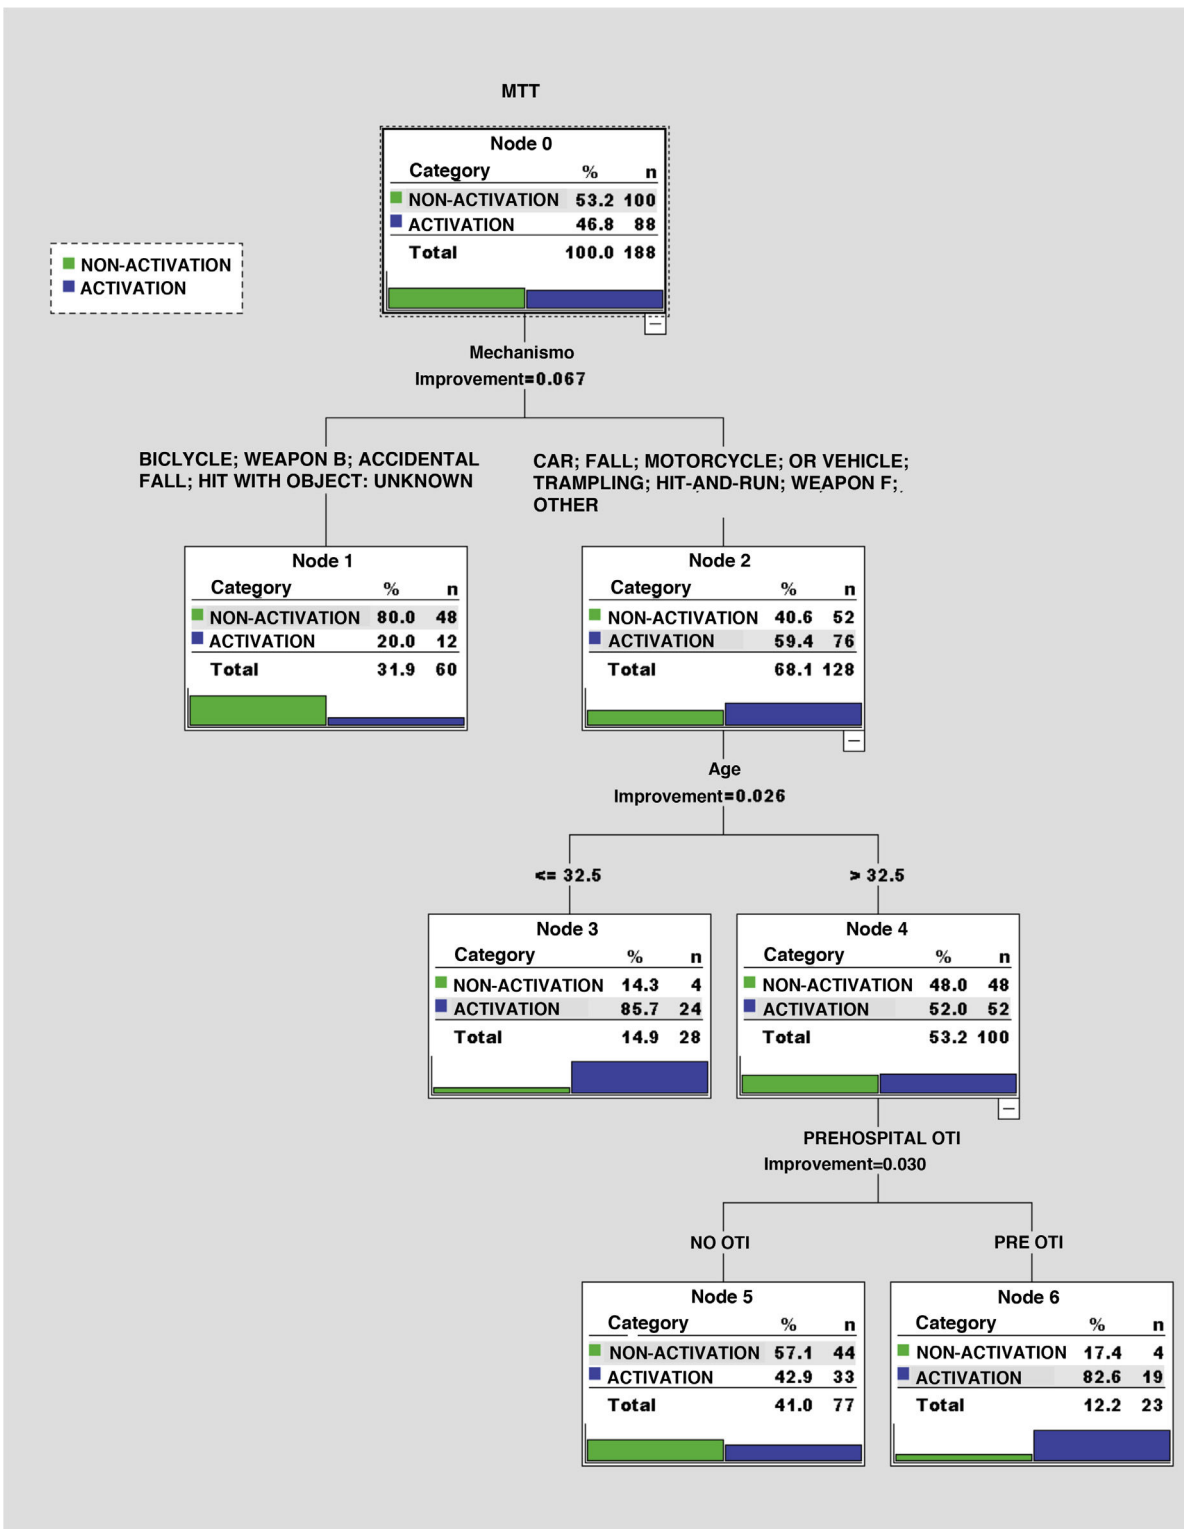 MTT
Node 0
Category % n
NON-ACTIVATION 53.2 100
ACTIVATION 46.8 88
Total 100.0 188
NON-ACTIVATION
ACTIVATION
Mechanismo
Improvement=0.067
BICLYCLE; WEAPON B; ACCIDENTAL
FALL; HIT WITH OBJECT: UNKNOWN
CAR; FALL; MOTORCYCLE; OR VEHICLE;
TRAMPLING; HIT-AND-RUN; WEAPON F;
OTHER
Node 1
Category % n
NON-ACTIVATION 80.0 48
ACTIVATION 20.0 12
Total 31.9 60
Node 2
Category % n
NON-ACTIVATION 40.6 52
ACTIVATION 59.4 76
Total 68.1 128
Age
Improvement=0.026
<= 32.5
> 32.5
Node 3
Category % n
NON-ACTIVATION 14.3 4
ACTIVATION 85.7 24
Total 14.9 28
Node 4
Category % n
NON-ACTIVATION 48.0 48
ACTIVATION 52.0 52
Total 53.2 100
PREHOSPITAL OTI
Improvement=0.030
NO OTI
PRE OTI
Node 5
Category % n
NON-ACTIVATION 57.1 44
ACTIVATION 42.9 33
Total 41.0 77
Node 6
Category % n
NON-ACTIVATION 17.4 4
ACTIVATION 82.6 19
Total 12.2 23